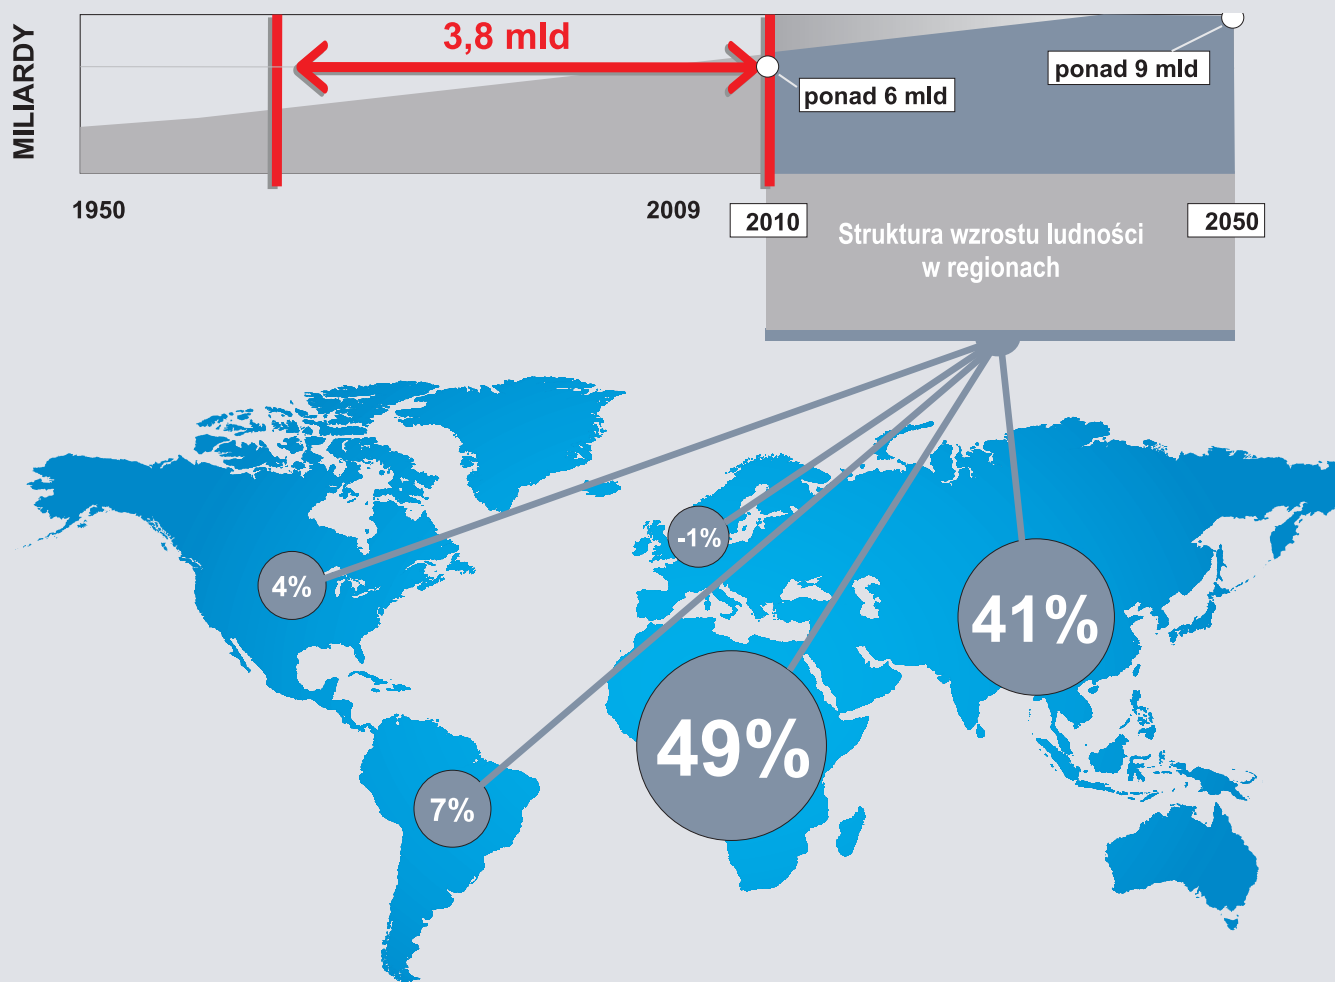 MILIARDY
3,8 mld
ponad 6 mld
ponad 9 mld
1950
2009
2010
2050
Struktura wzrostu ludności
w regionach
4%
-1%
41%
49%
7%